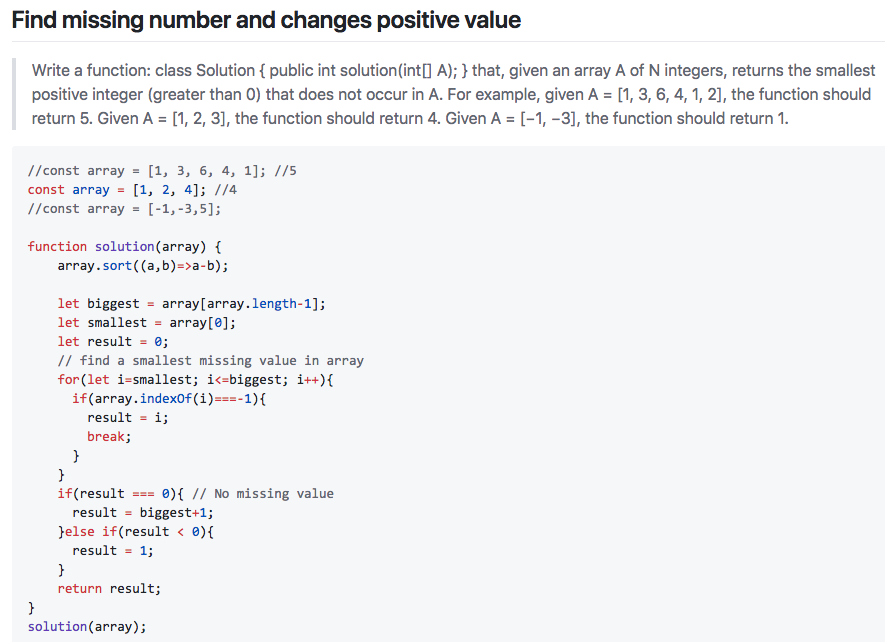 Find missing number and changes positive value
Write a function: class Solution { public int solution(int[] A); } that, given an array A of N integers, returns the smallest
positive integer (greater than 0) that does not occur in A. For example, given A = [1, 3, 6, 4, 1, 2], the function should
return 5. Given A = [1, 2, 3], the function should return 4. Given A = [−1, −3], the function should return 1.
//const array = [1, 3, 6, 4, 1]; //5
const array = [1, 2, 4]; //4
//const array = [-1,-3,5];
function solution(array) {
    array.sort((a,b)=>a-b);
    let biggest = array[array.length-1];
    let smallest = array[0];
    let result = 0;
    // find a smallest missing value in array
    for(let i=smallest; i<=biggest; i++){
      if(array.indexOf(i)===-1){
        result = i;
        break;
      }
    }
    if(result === 0){ // No missing value
      result = biggest+1;
    }else if(result < 0){
      result = 1;
    }
    return result;
}
solution(array);